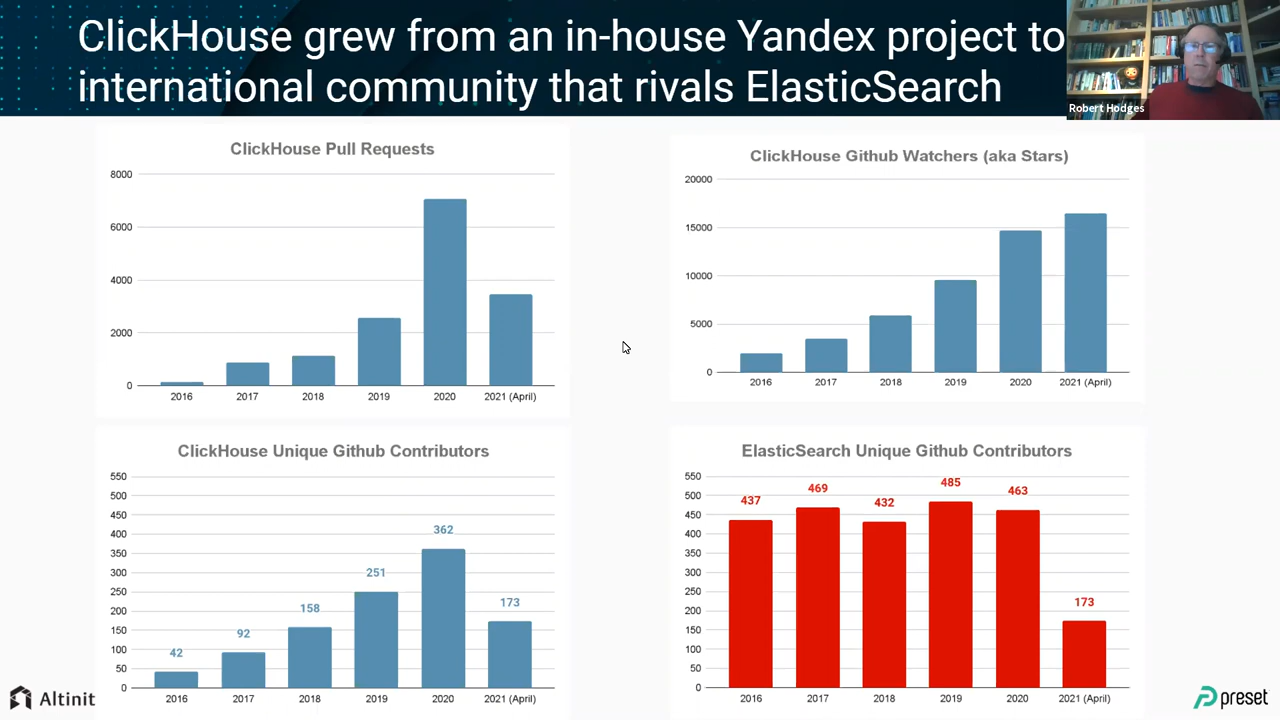 ClickHouse grew from an in-house Yandex project to
international community that rivals ElasticSearch
Robert Hodges
ClickHouse Pull Requests
8000
6000
4000
2000
0
2016 2017 2018 2019 2020 2021 (April)
ClickHouse Github Watchers (aka Stars)
20000
15000
10000
5000
0
2016 2017 2018 2019 2020 2021 (April)
ClickHouse Unique Github Contributors
550
500
450
400
350
300
250
200
150
100
50
0
42 92 158 251 362 173
2016 2017 2018 2019 2020 2021 (April)
ElasticSearch Unique Github Contributors
550
500
450
400
350
300
250
200
150
100
50
0
437 469 432 485 463 173
2016 2017 2018 2019 2020 2021 (April)
Altinit
preset